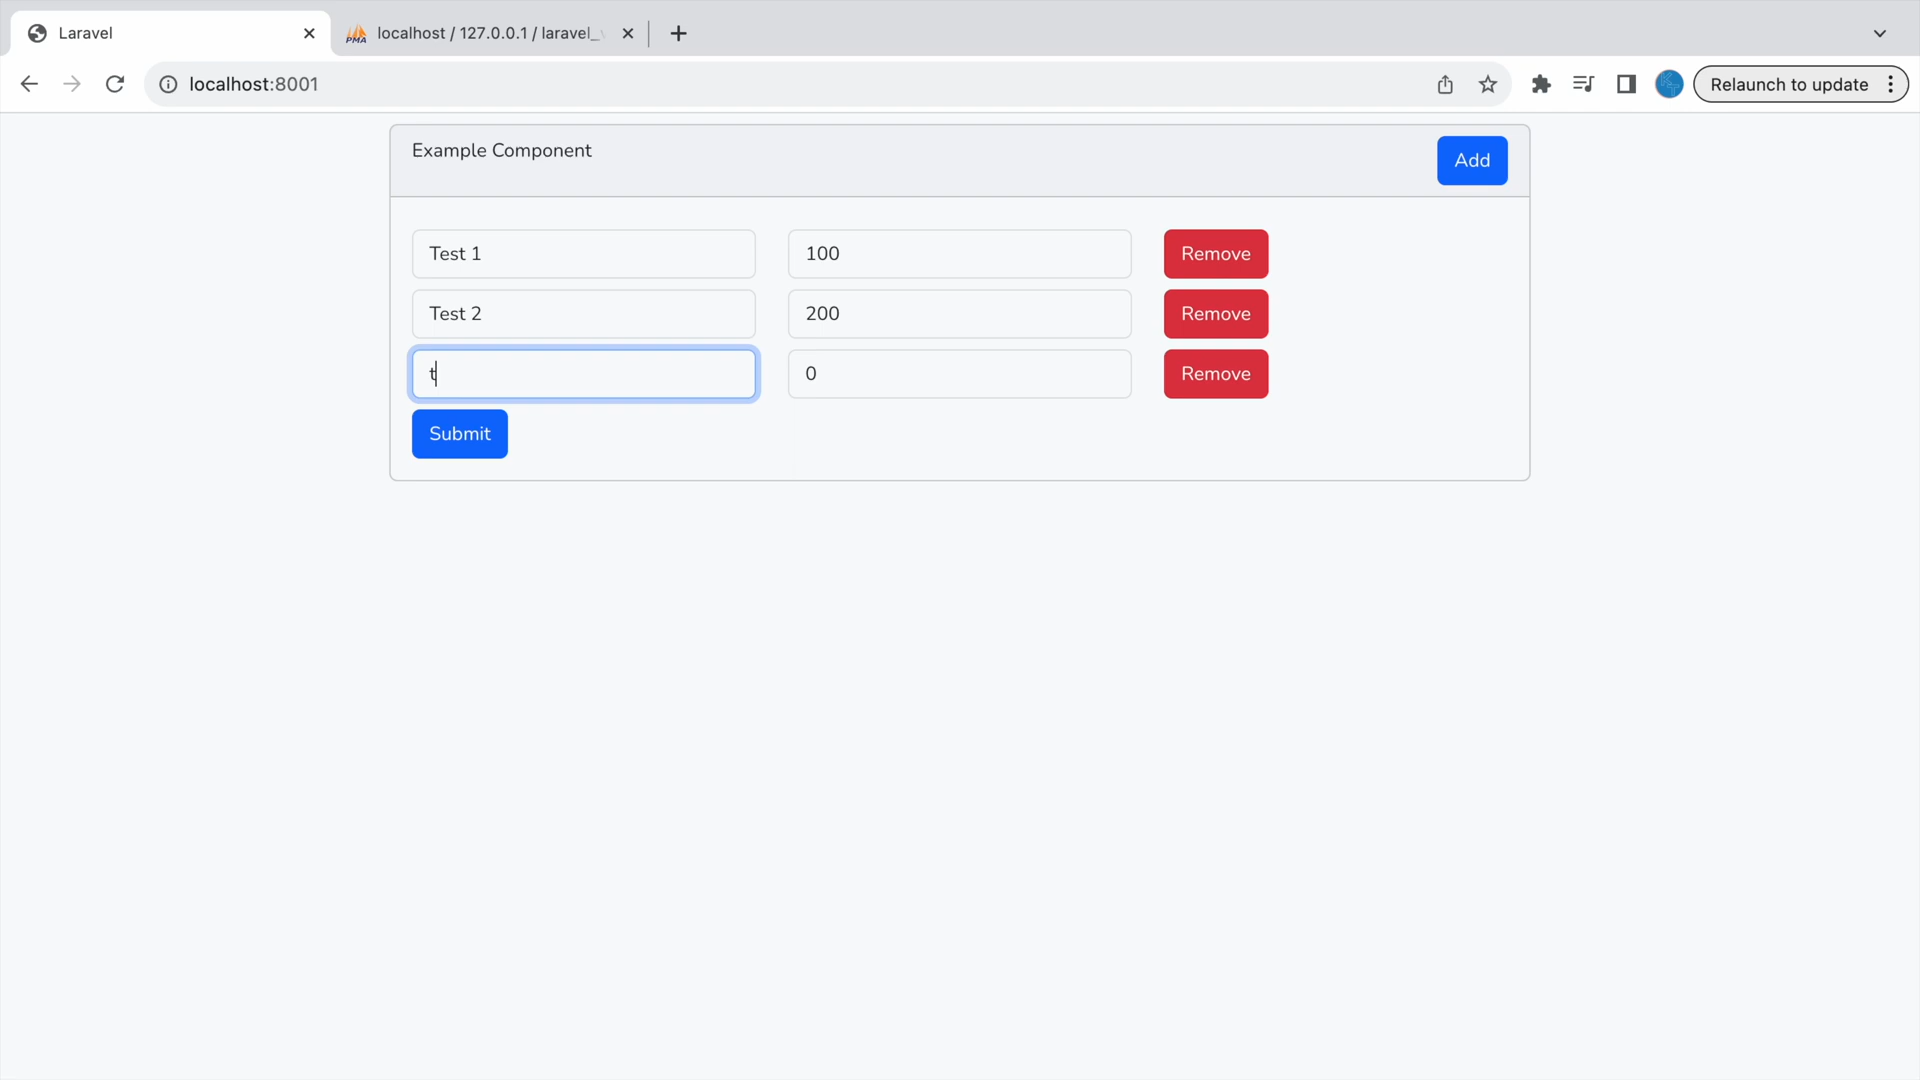 Laravel
PMA localhost / 127.0.0.1 / laravel_
localhost:8001
Relaunch to update
Example Component
Add
Test 1 100 Remove
Test 2 200 Remove
t 0 Remove
Submit